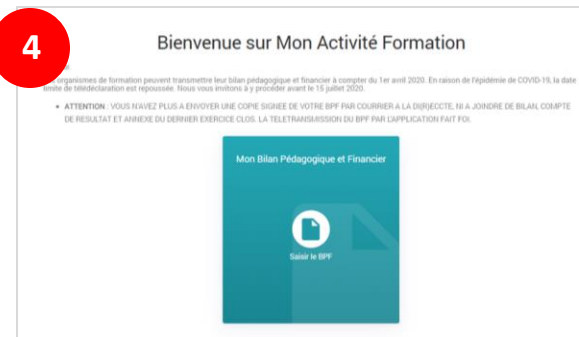 4
Bienvenue sur Mon Activité Formation
organismes de formation peuvent transmettre leur bilan pédagogique et financier à compter du 1er avril 2020. En raison de l'épidémie de COVID-19, la date
limite de télédéclaration est repoussée. Nous vous invitons à y procéder avant le 15 juillet 2020.
• ATTENTION : VOUS N'AVEZ PLUS A ENVOYER UNE COPIE SIGNEE DE VOTRE BPF PAR COURRIER A LA DI(R)ECCTE, NI A JOINDRE DE BILAN, COMPTE
DE RESULTAT ET ANNEXE DU DERNIER EXERCICE CLOS. LA TELETRANSMISSION DU BPF PAR L'APPLICATION FAIT FOI.
Mon Bilan Pédagogique et Financier
Saisir le BPF